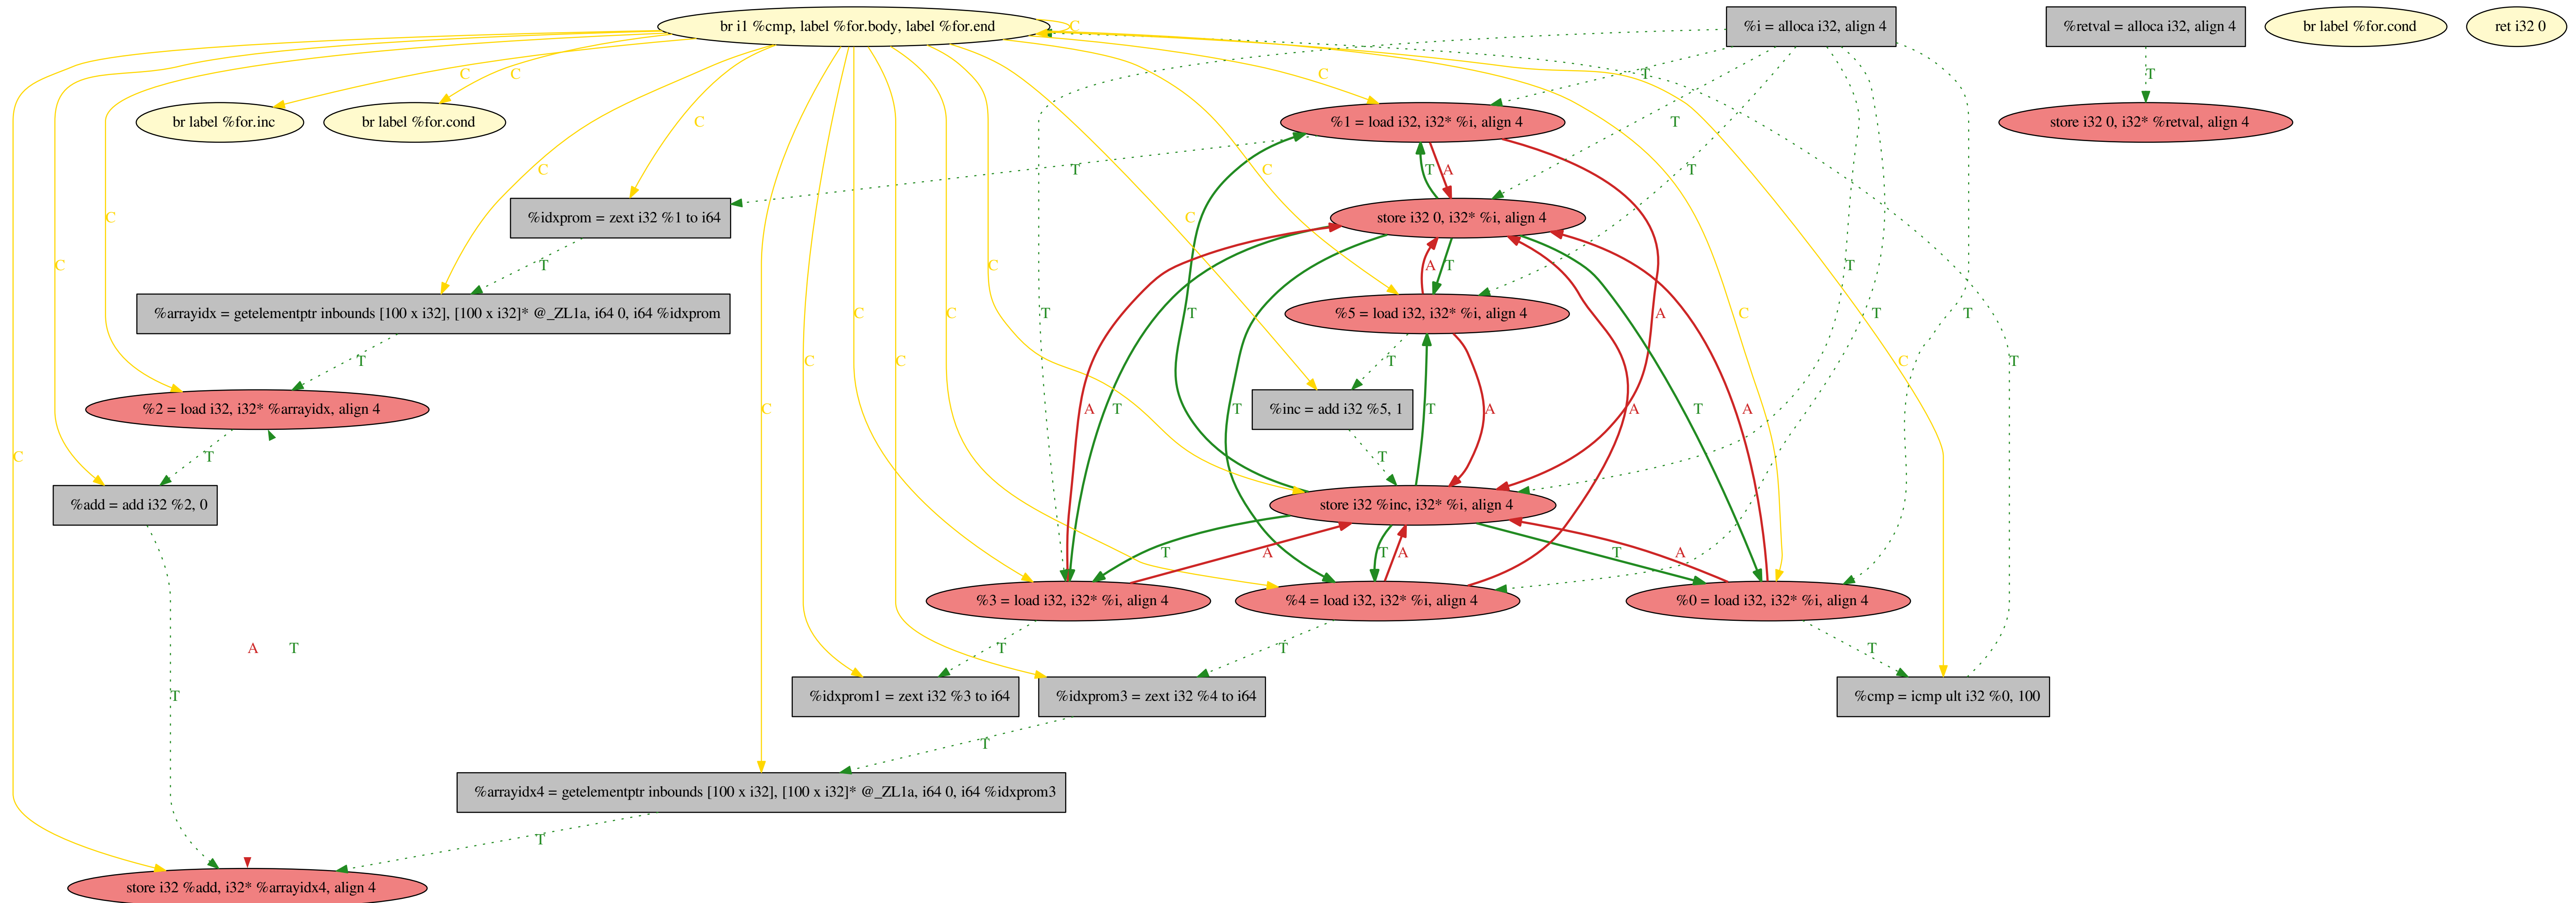 br i1 %cmp, label %for.body, label %for.end
C
%i = alloca i32, align 4
%retval = alloca i32, align 4
br label %for.cond
ret i32 0
C
C
C
T
T
br label %for.inc
br label %for.cond
C
%1 = load i32, i32* %i, align 4
T
store i32 0, i32* %retval, align 4
C
T
C
T
A
T
C
%idxprom = zext i32 %1 to i64
C
store i32 0, i32* %i, align 4
C
T
C
A
T
T
%arrayidx = getelementptr inbounds [100 x i32], [100 x i32]* @_ZL1a, i64 0, i64 %idxprom
C
C
T
T
%5 = load i32, i32* %i, align 4
A
C
T
T
T
C
T
C
T
%2 = load i32, i32* %arrayidx, align 4
C
A
T
T
%inc = add i32 %5, 1
T
A
A
T
A
C
T
T
%add = add i32 %2, 0
store i32 %inc, i32* %i, align 4
T
A
T
A
T
A
%3 = load i32, i32* %i, align 4
%4 = load i32, i32* %i, align 4
%0 = load i32, i32* %i, align 4
A
T
T
T
T
T
%idxprom1 = zext i32 %3 to i64
%idxprom3 = zext i32 %4 to i64
%cmp = icmp ult i32 %0, 100
T
%arrayidx4 = getelementptr inbounds [100 x i32], [100 x i32]* @_ZL1a, i64 0, i64 %idxprom3
T
store i32 %add, i32* %arrayidx4, align 4